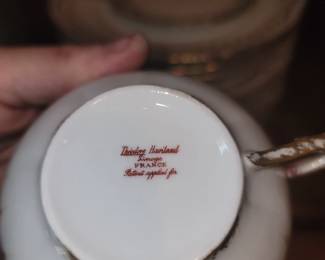 Theodore Haviland
Limoges
FRANCE
Patent applied for